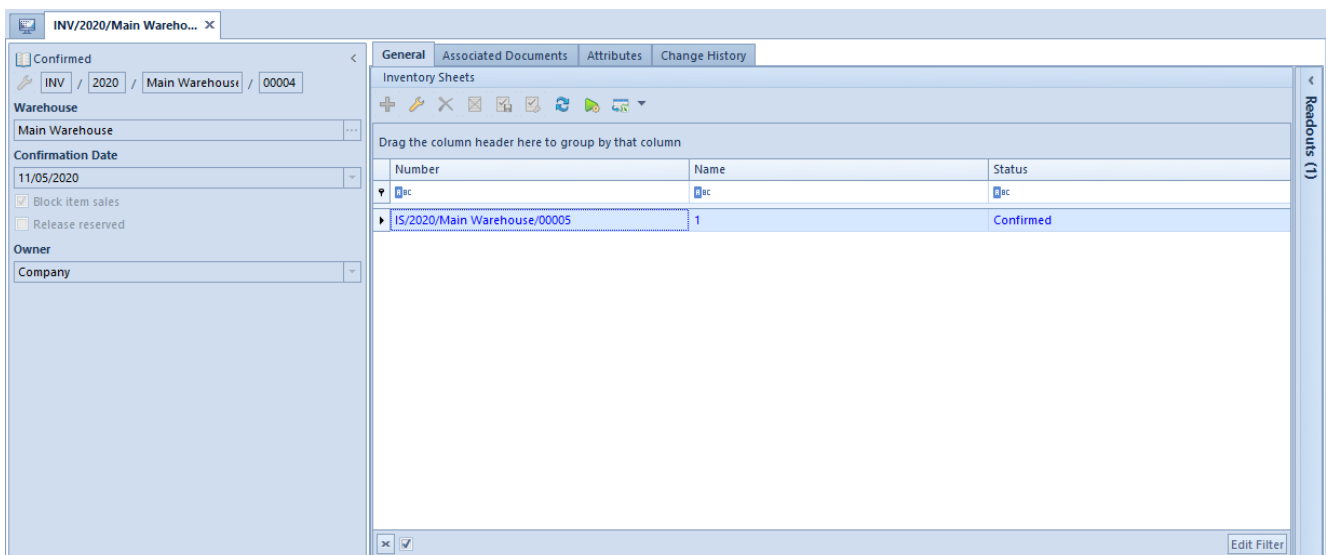 INV/2020/Main Wareho... X
Confirmed
INV / 2020 / Main Warehouse / 00004
Warehouse
Main Warehouse
Confirmation Date
11/05/2020
Block item sales
Release reserved
Owner
Company
General Associated Documents Attributes Change History
Inventory Sheets
Drag the column header here to group by that column
Number Name Status
ABC ABC ABC
IS/2020/Main Warehouse/00005 1 Confirmed
Edit Filter
Readouts (1)